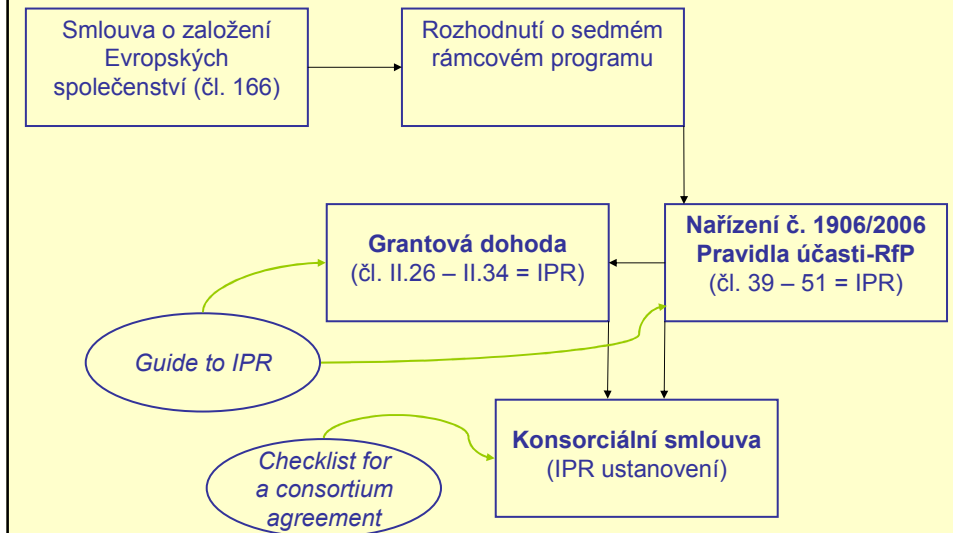 Smlouva o založení
Evropských
společenství (čl. 166)
Rozhodnutí o sedmém
rámcovém programu
Grantová dohoda
(čl. II.26 – II.34 = IPR)
Nařízení č. 1906/2006
Pravidla účasti-RfP
(čl. 39 – 51 = IPR)
Guide to IPR
Konsorciální smlouva
(IPR ustanovení)
Checklist for
a consortium
agreement